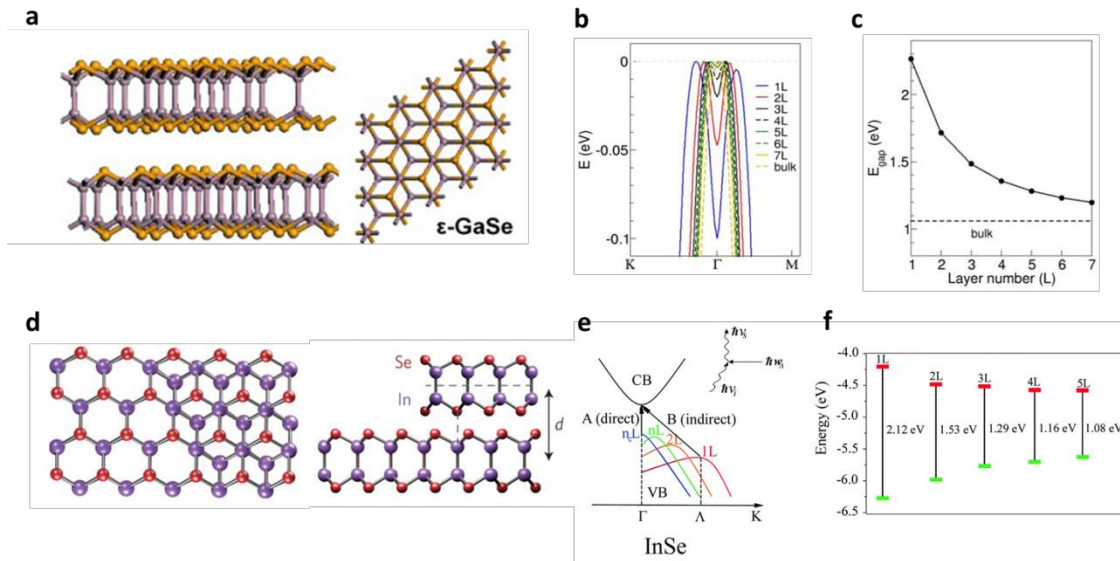 a
ε-GaSe
b
E (eV)
0
-0.05
-0.1
K
Γ
M
1L
2L
3L
4L
5L
6L
7L
bulk
c
E_gap (eV)
2
1.5
1
bulk
1 2 3 4 5 6 7
Layer number (L)
d
Se
In
d
e
CB
A (direct)
B (indirect)
nL
2L
1L
VB
Γ
Λ
K
InSe
f
Energy (eV)
-4.0
-4.5
-5.0
-5.5
-6.0
-6.5
1L
2L
3L
4L
5L
2.12 eV
1.53 eV
1.29 eV
1.16 eV
1.08 eV